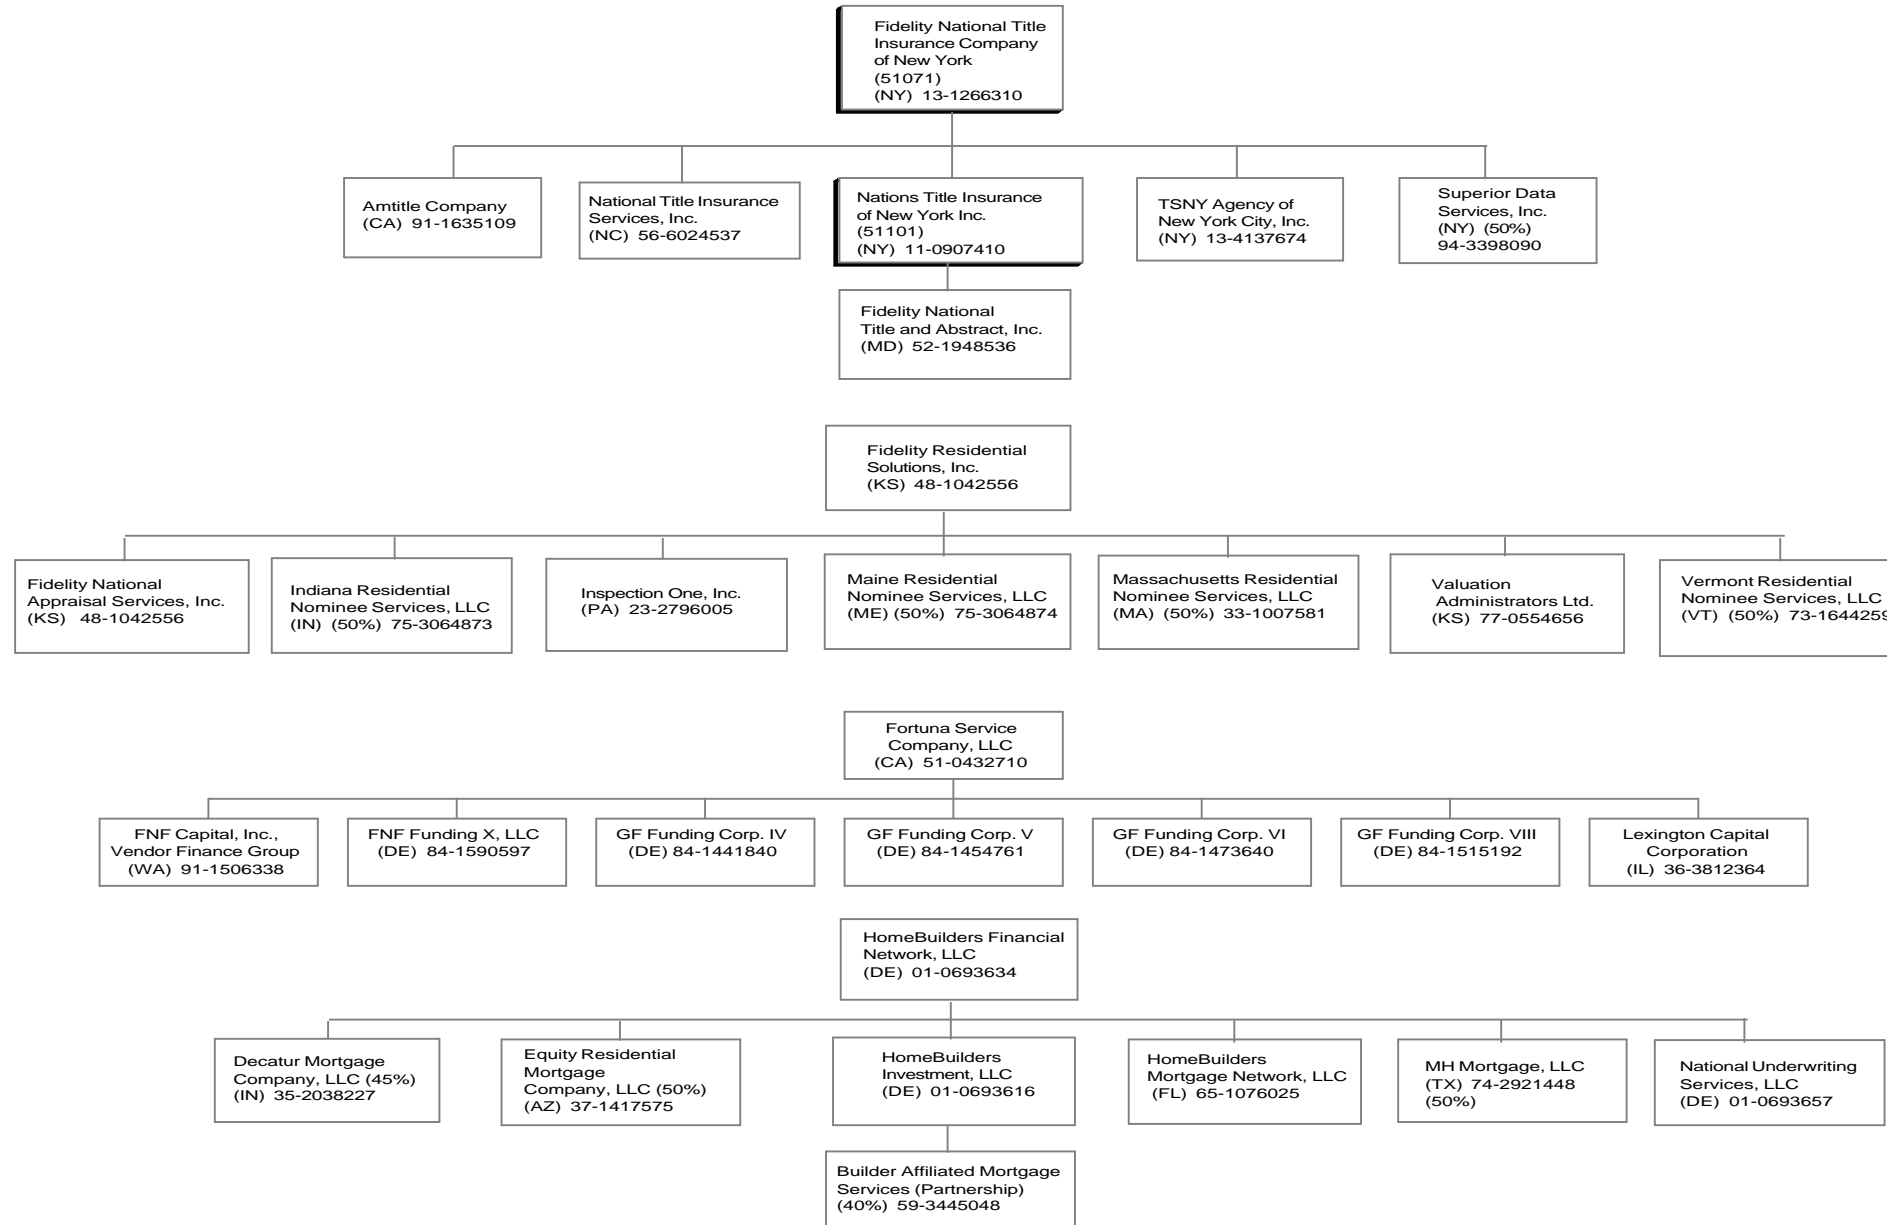 Fidelity National Title
Insurance Company
of New York
(51071)
(NY) 13-1266310
Amtitle Company
(CA) 91-1635109
National Title Insurance
Services, Inc.
(NC) 56-6024537
Nations Title Insurance
of New York Inc.
(51101)
(NY) 11-0907410
TSNY Agency of
New York City, Inc.
(NY) 13-4137674
Superior Data
Services, Inc.
(NY) (50%)
94-3398090
Fidelity National
Title and Abstract, Inc.
(MD) 52-1948536
Fidelity Residential
Solutions, Inc.
(KS) 48-1042556
Fidelity National
Appraisal Services, Inc.
(KS) 48-1042556
Indiana Residential
Nominee Services, LLC
(IN) (50%) 75-3064873
Inspection One, Inc.
(PA) 23-2796005
Maine Residential
Nominee Services, LLC
(ME) (50%) 75-3064874
Massachusetts Residential
Nominee Services, LLC
(MA) (50%) 33-1007581
Valuation
Administrators Ltd.
(KS) 77-0554656
Vermont Residential
Nominee Services, LLC
(VT) (50%) 73-1644259
Fortuna Service
Company, LLC
(CA) 51-0432710
FNF Capital, Inc.,
Vendor Finance Group
(WA) 91-1506338
FNF Funding X, LLC
(DE) 84-1590597
GF Funding Corp. IV
(DE) 84-1441840
GF Funding Corp. V
(DE) 84-1454761
GF Funding Corp. VI
(DE) 84-1473640
GF Funding Corp. VIII
(DE) 84-1515192
Lexington Capital
Corporation
(IL) 36-3812364
HomeBuilders Financial
Network, LLC
(DE) 01-0693634
Decatur Mortgage
Company, LLC (45%)
(IN) 35-2038227
Equity Residential
Mortgage
Company, LLC (50%)
(AZ) 37-1417575
HomeBuilders
Investment, LLC
(DE) 01-0693616
HomeBuilders
Mortgage Network, LLC
(FL) 65-1076025
MH Mortgage, LLC
(TX) 74-2921448
(50%)
National Underwriting
Services, LLC
(DE) 01-0693657
Builder Affiliated Mortgage
Services (Partnership)
(40%) 59-3445048